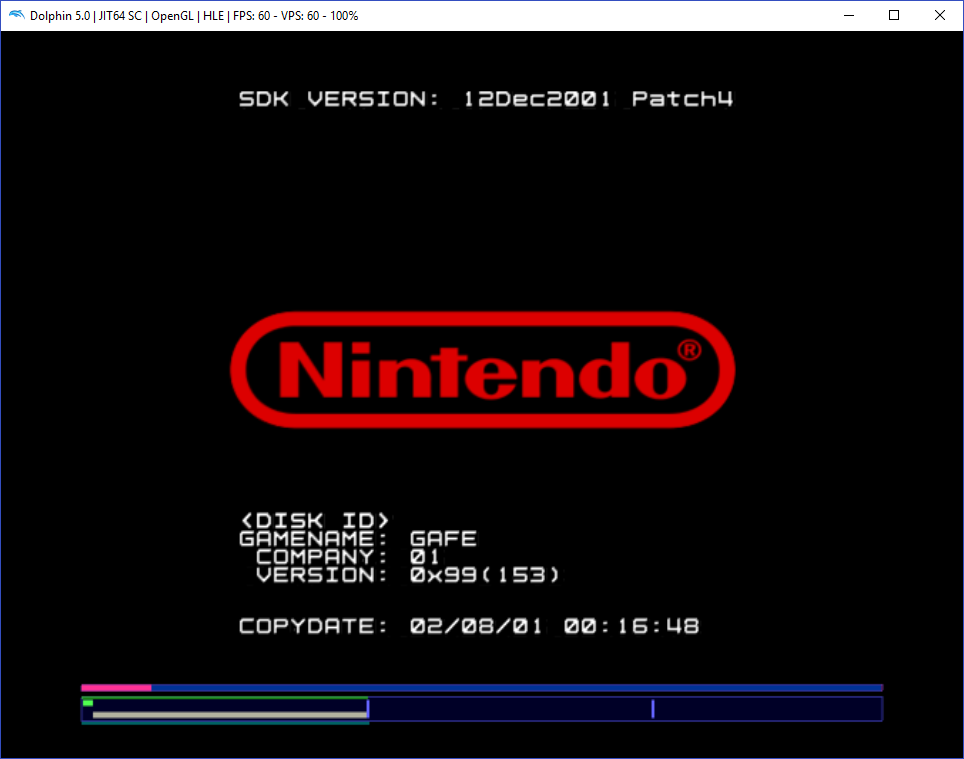 Dolphin 5.0 | JIT64 SC | OpenGL | HLE | FPS: 60 - VPS: 60 - 100%
SDK VERSION: 12Dec2001 Patch4
Nintendo®
<DISK ID>
GAMENAME: GAFE
COMPANY: 01
VERSION: 0x99(153)
COPYDATE: 02/08/01 00:16:48